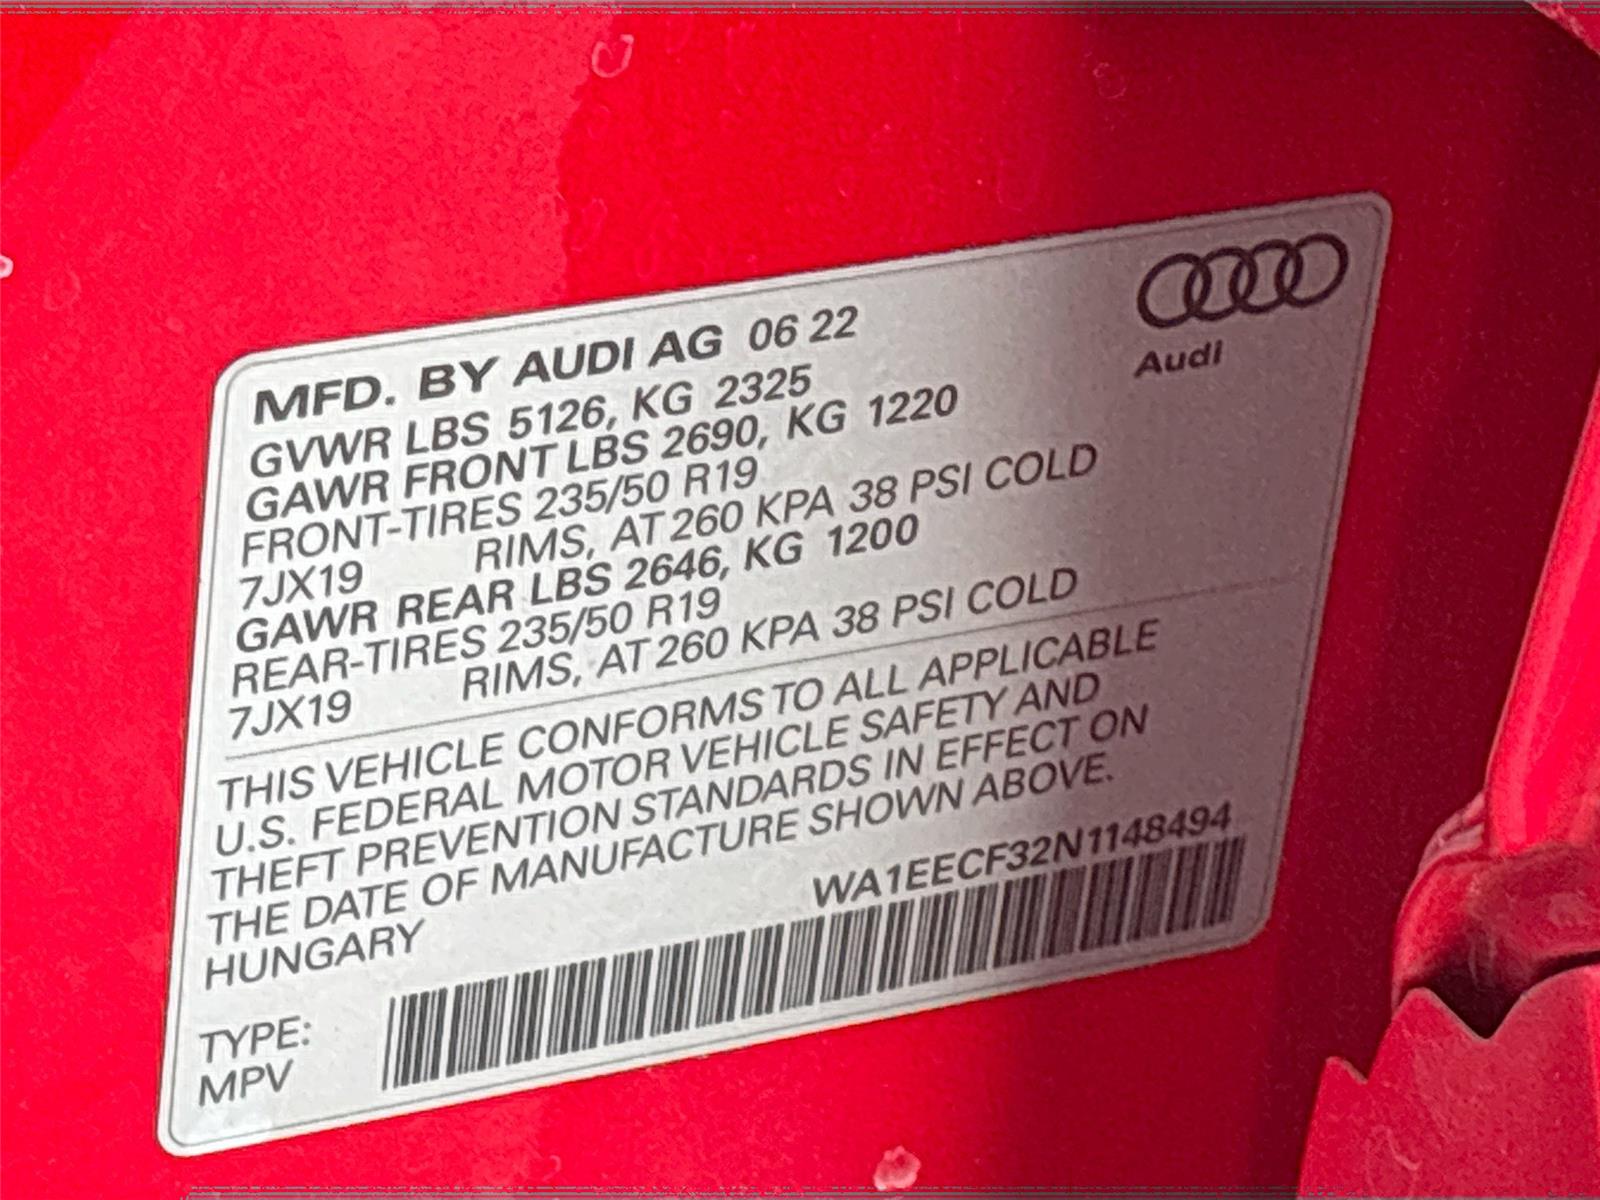 MFD. BY AUDI AG 06 22
GVWR LBS 5126, KG 2325
GAWR FRONT LBS 2690, KG 1220
FRONT-TIRES 235/50 R19
7JX19 RIMS, AT 260 KPA 38 PSI COLD
GAWR REAR LBS 2646, KG 1200
REAR-TIRES 235/50 R19
7JX19 RIMS, AT 260 KPA 38 PSI COLD
Audi
THIS VEHICLE CONFORMS TO ALL APPLICABLE
U.S. FEDERAL MOTOR VEHICLE SAFETY AND
THEFT PREVENTION STANDARDS IN EFFECT ON
THE DATE OF MANUFACTURE SHOWN ABOVE.
HUNGARY
WA1EECF32N1148494
TYPE:
MPV